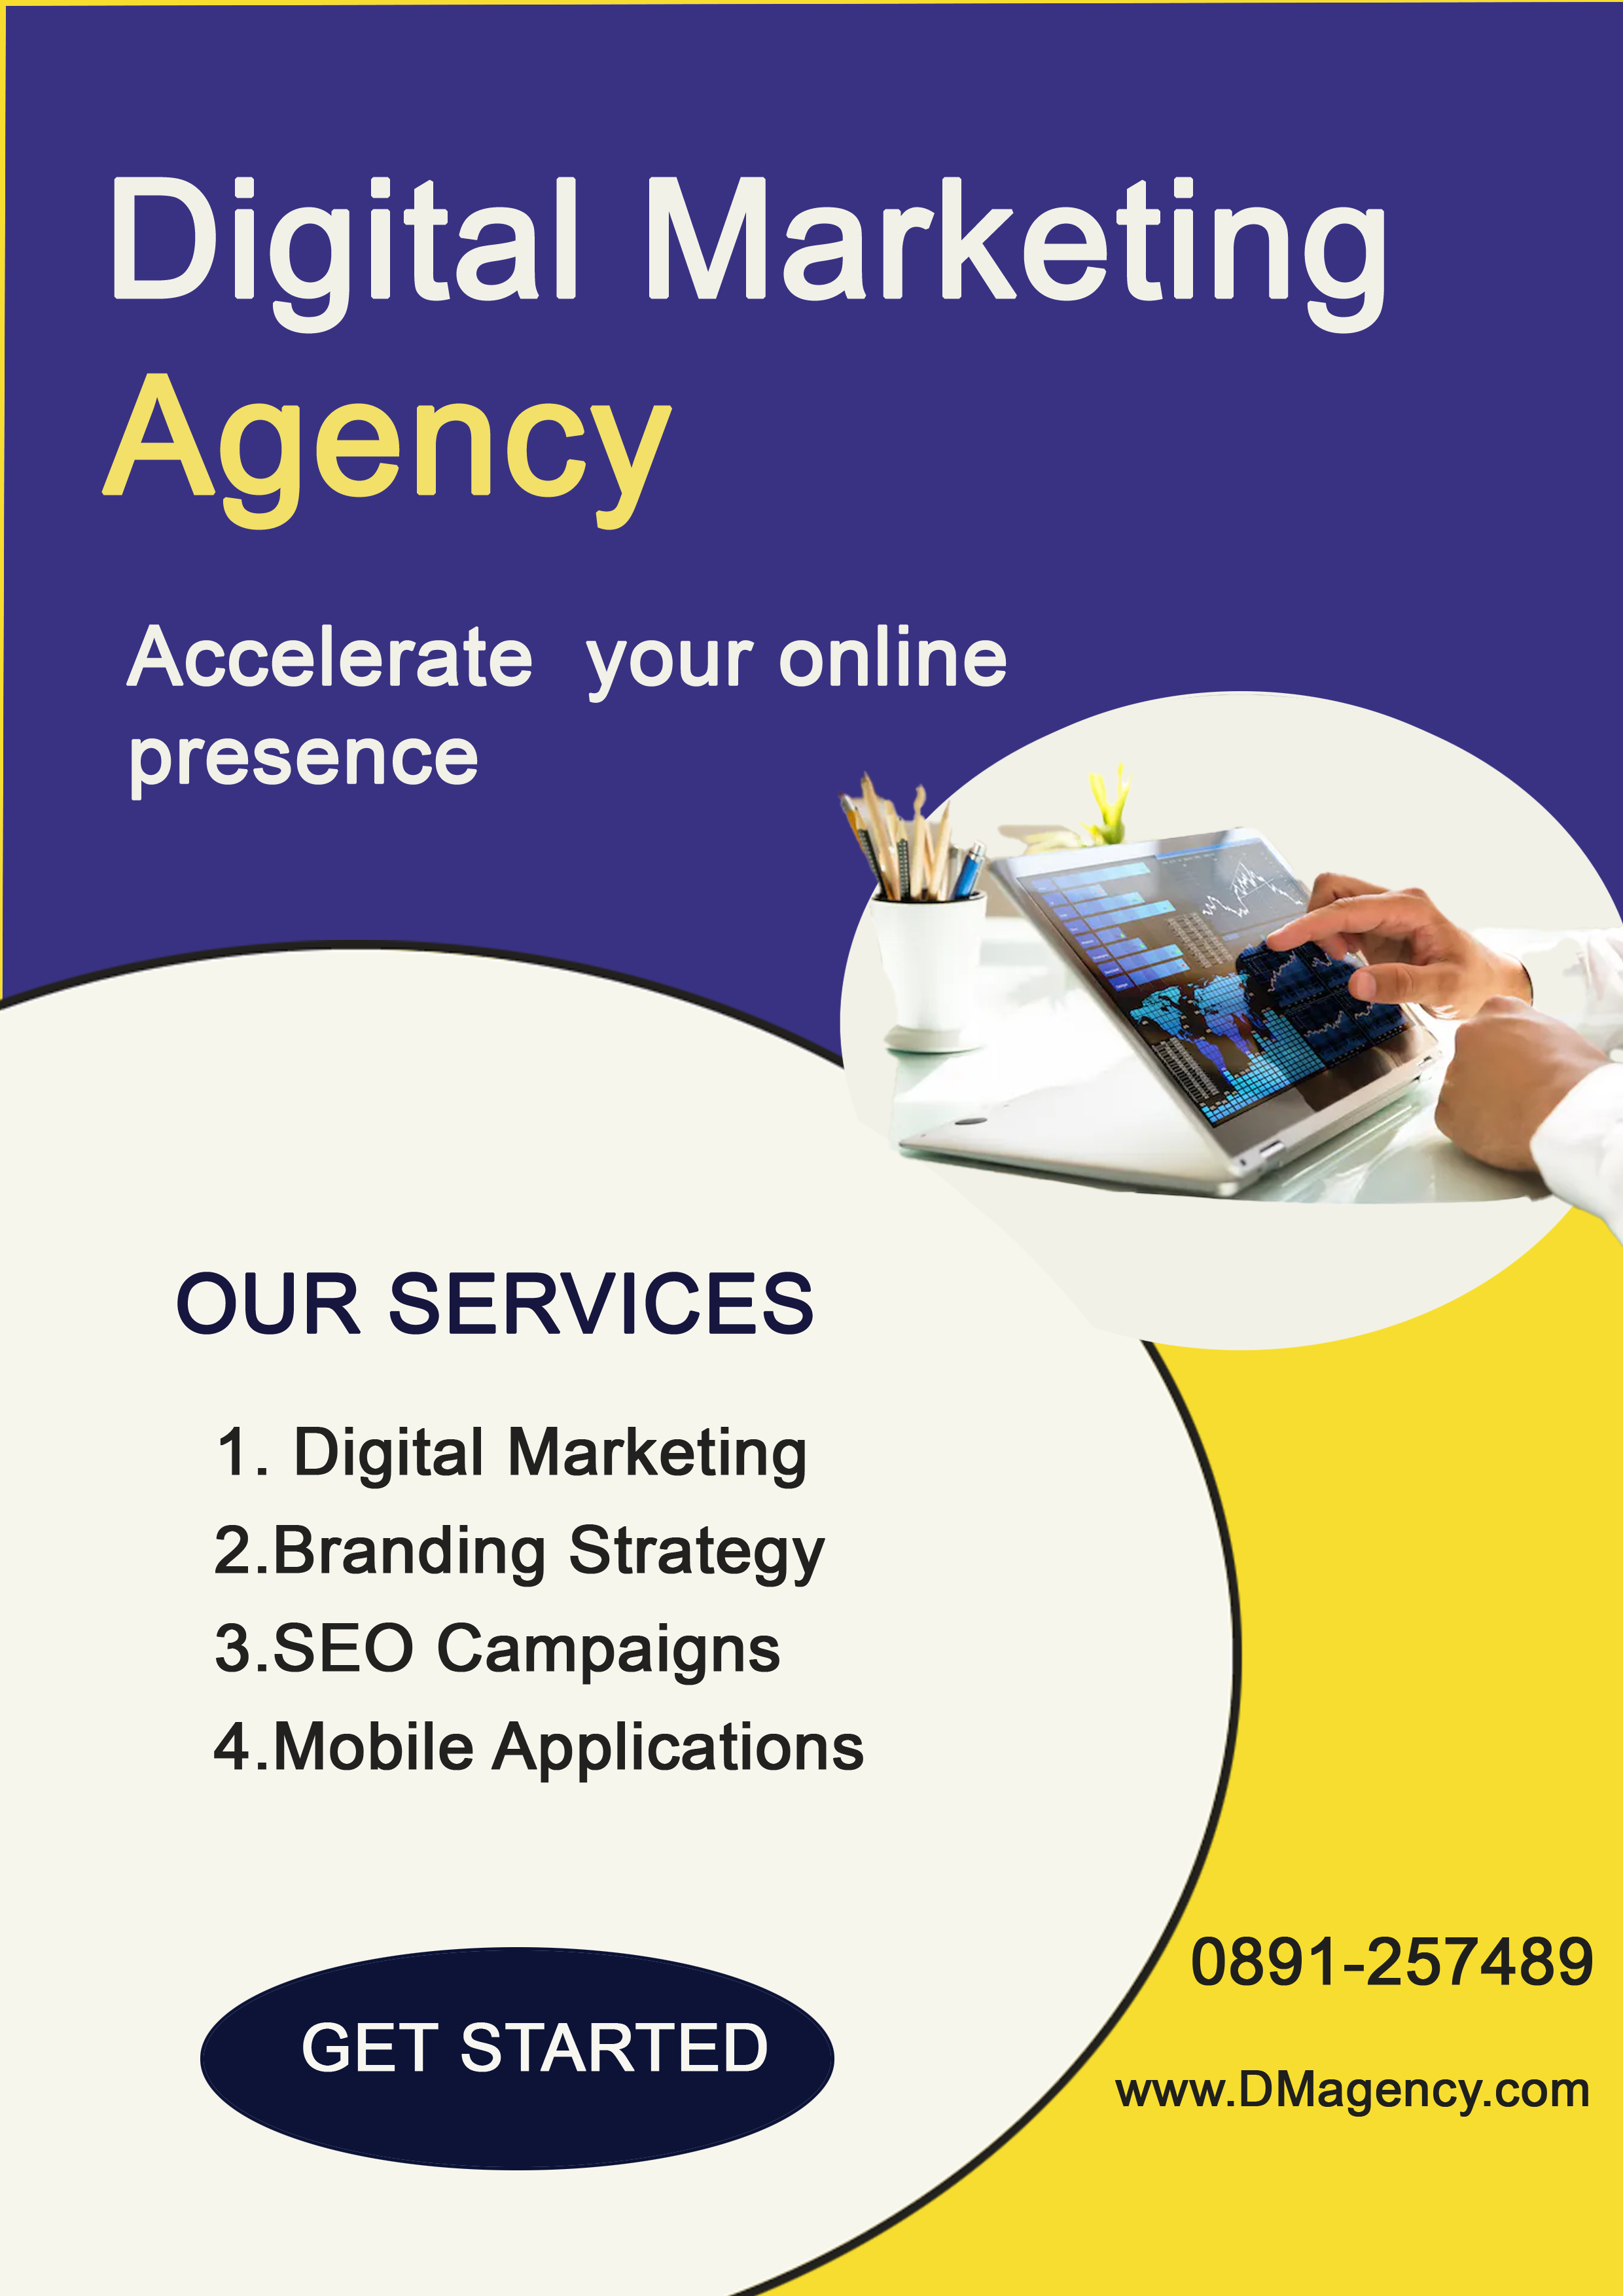 Digital Marketing
Agency
Accelerate  your online
presence
OUR SERVICES
1. Digital Marketing
2.Branding Strategy
3.SEO Campaigns
4.Mobile Applications
GET STARTED
0891-257489
www.DMagency.com